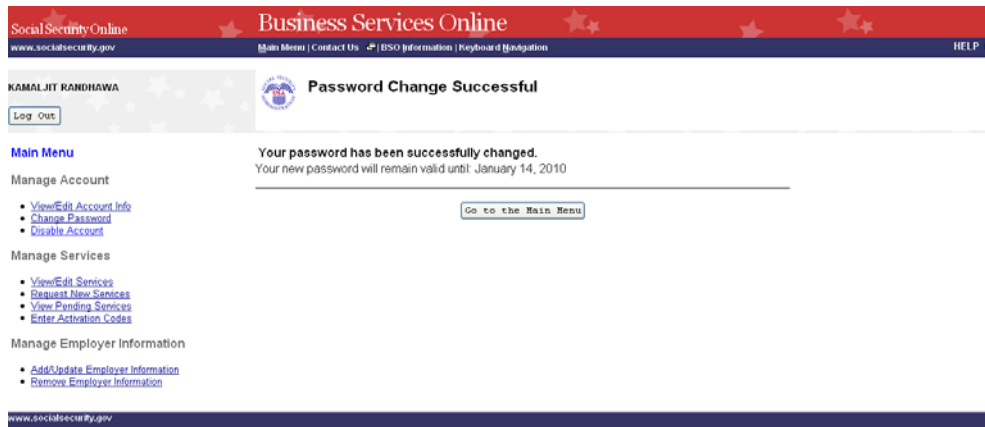 Social Security Online
Business Services Online
www.socialsecurity.gov
Main Menu | Contact Us | BSO Information | Keyboard Navigation
HELP
KAMALJIT RANDHAWA
Log Out
Password Change Successful
Main Menu
Manage Account
• View/Edit Account Info
• Change Password
• Disable Account
Manage Services
• View/Edit Services
• Request New Services
• View Pending Services
• Enter Activation Codes
Manage Employer Information
• Add/Update Employer Information
• Remove Employer Information
Your password has been successfully changed.
Your new password will remain valid until: January 14, 2010
Go to the Main Menu
www.socialsecurity.gov